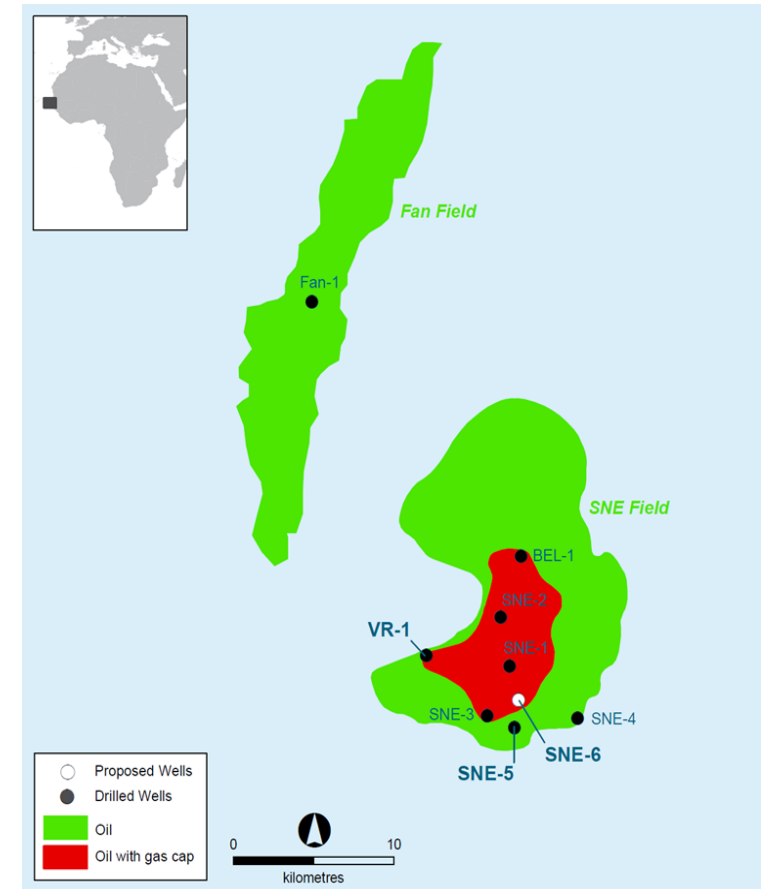 Fan Field
Fan-1
SNE Field
BEL-1
SNE-2
VR-1
SNE-1
SNE-3
SNE-4
SNE-6
SNE-5
Proposed Wells
Drilled Wells
Oil
Oil with gas cap
0 10
kilometres